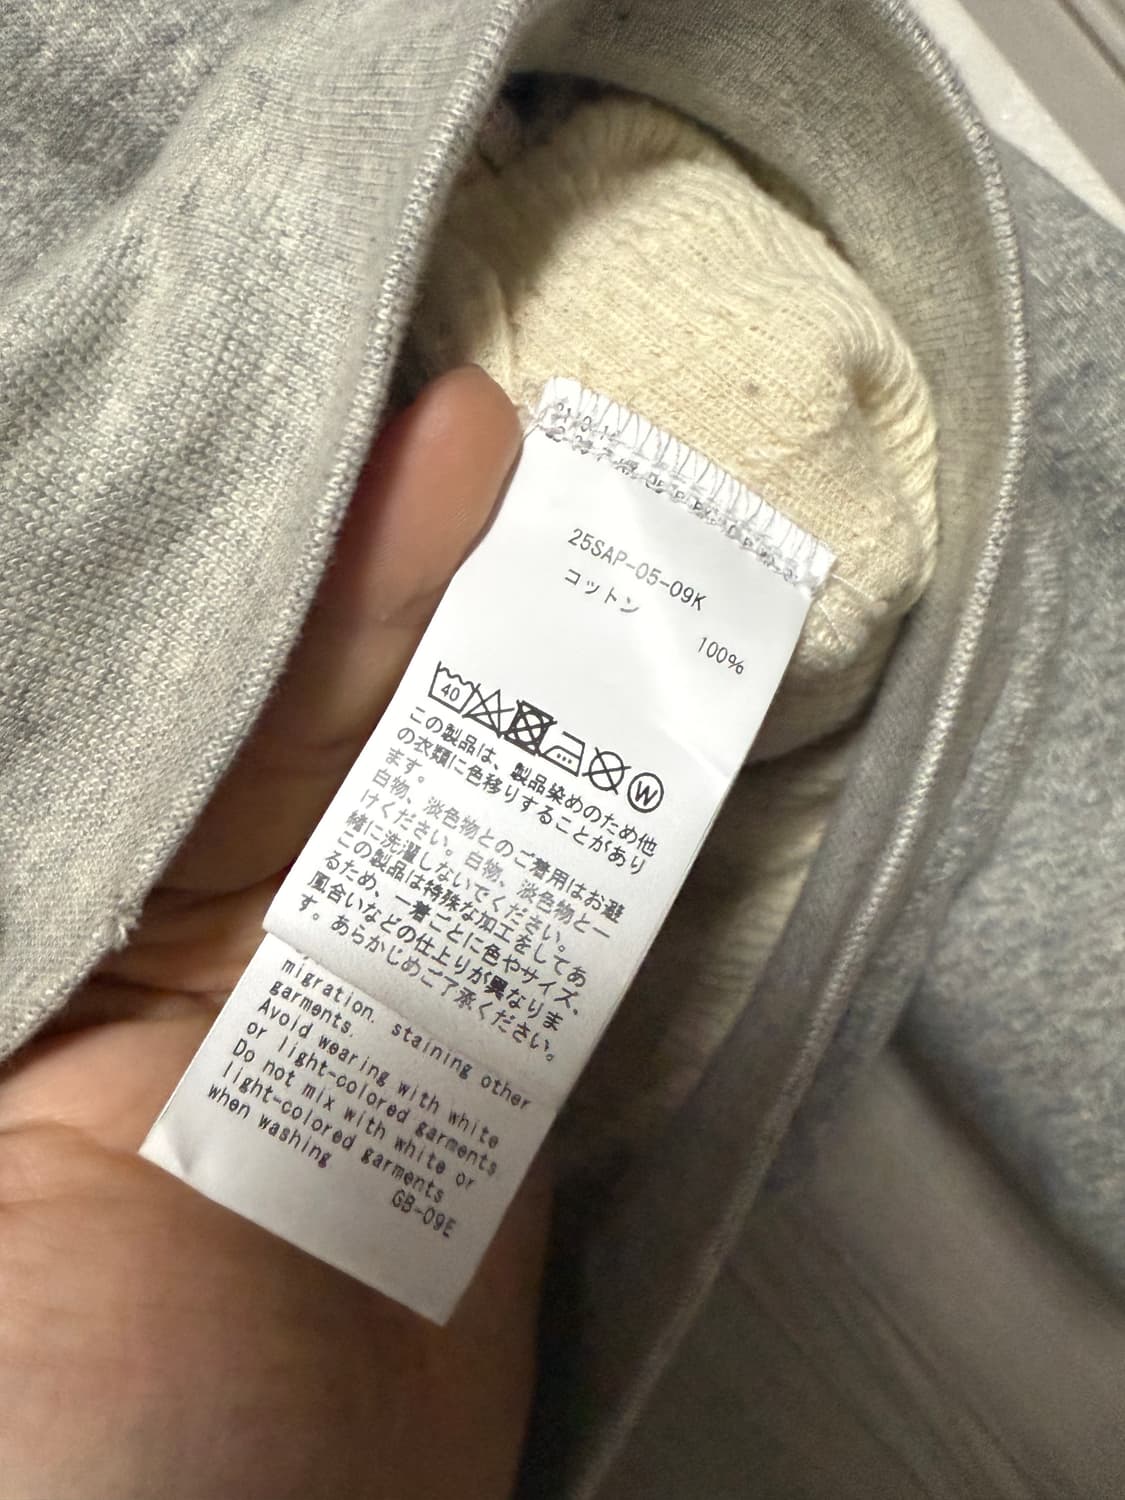 25SAP-05-09K
コットン
100%
40
W
この製品は、製品染めのため他
の衣類に色移りすることがあり
ます。
白物、淡色物とのご着用はお避
けください。白物、淡色物と一
緒に洗濯しないでください。
この製品は特殊な加工をしてあ
るため、一着ごとに色やサイズ、
風合いなどの仕上りが異なりま
す。あらかじめご了承ください。
migration. staining other
garments.
Avoid wearing with white
or light-colored garments.
Do not mix with white or
light-colored garments
when washing
GB-09E